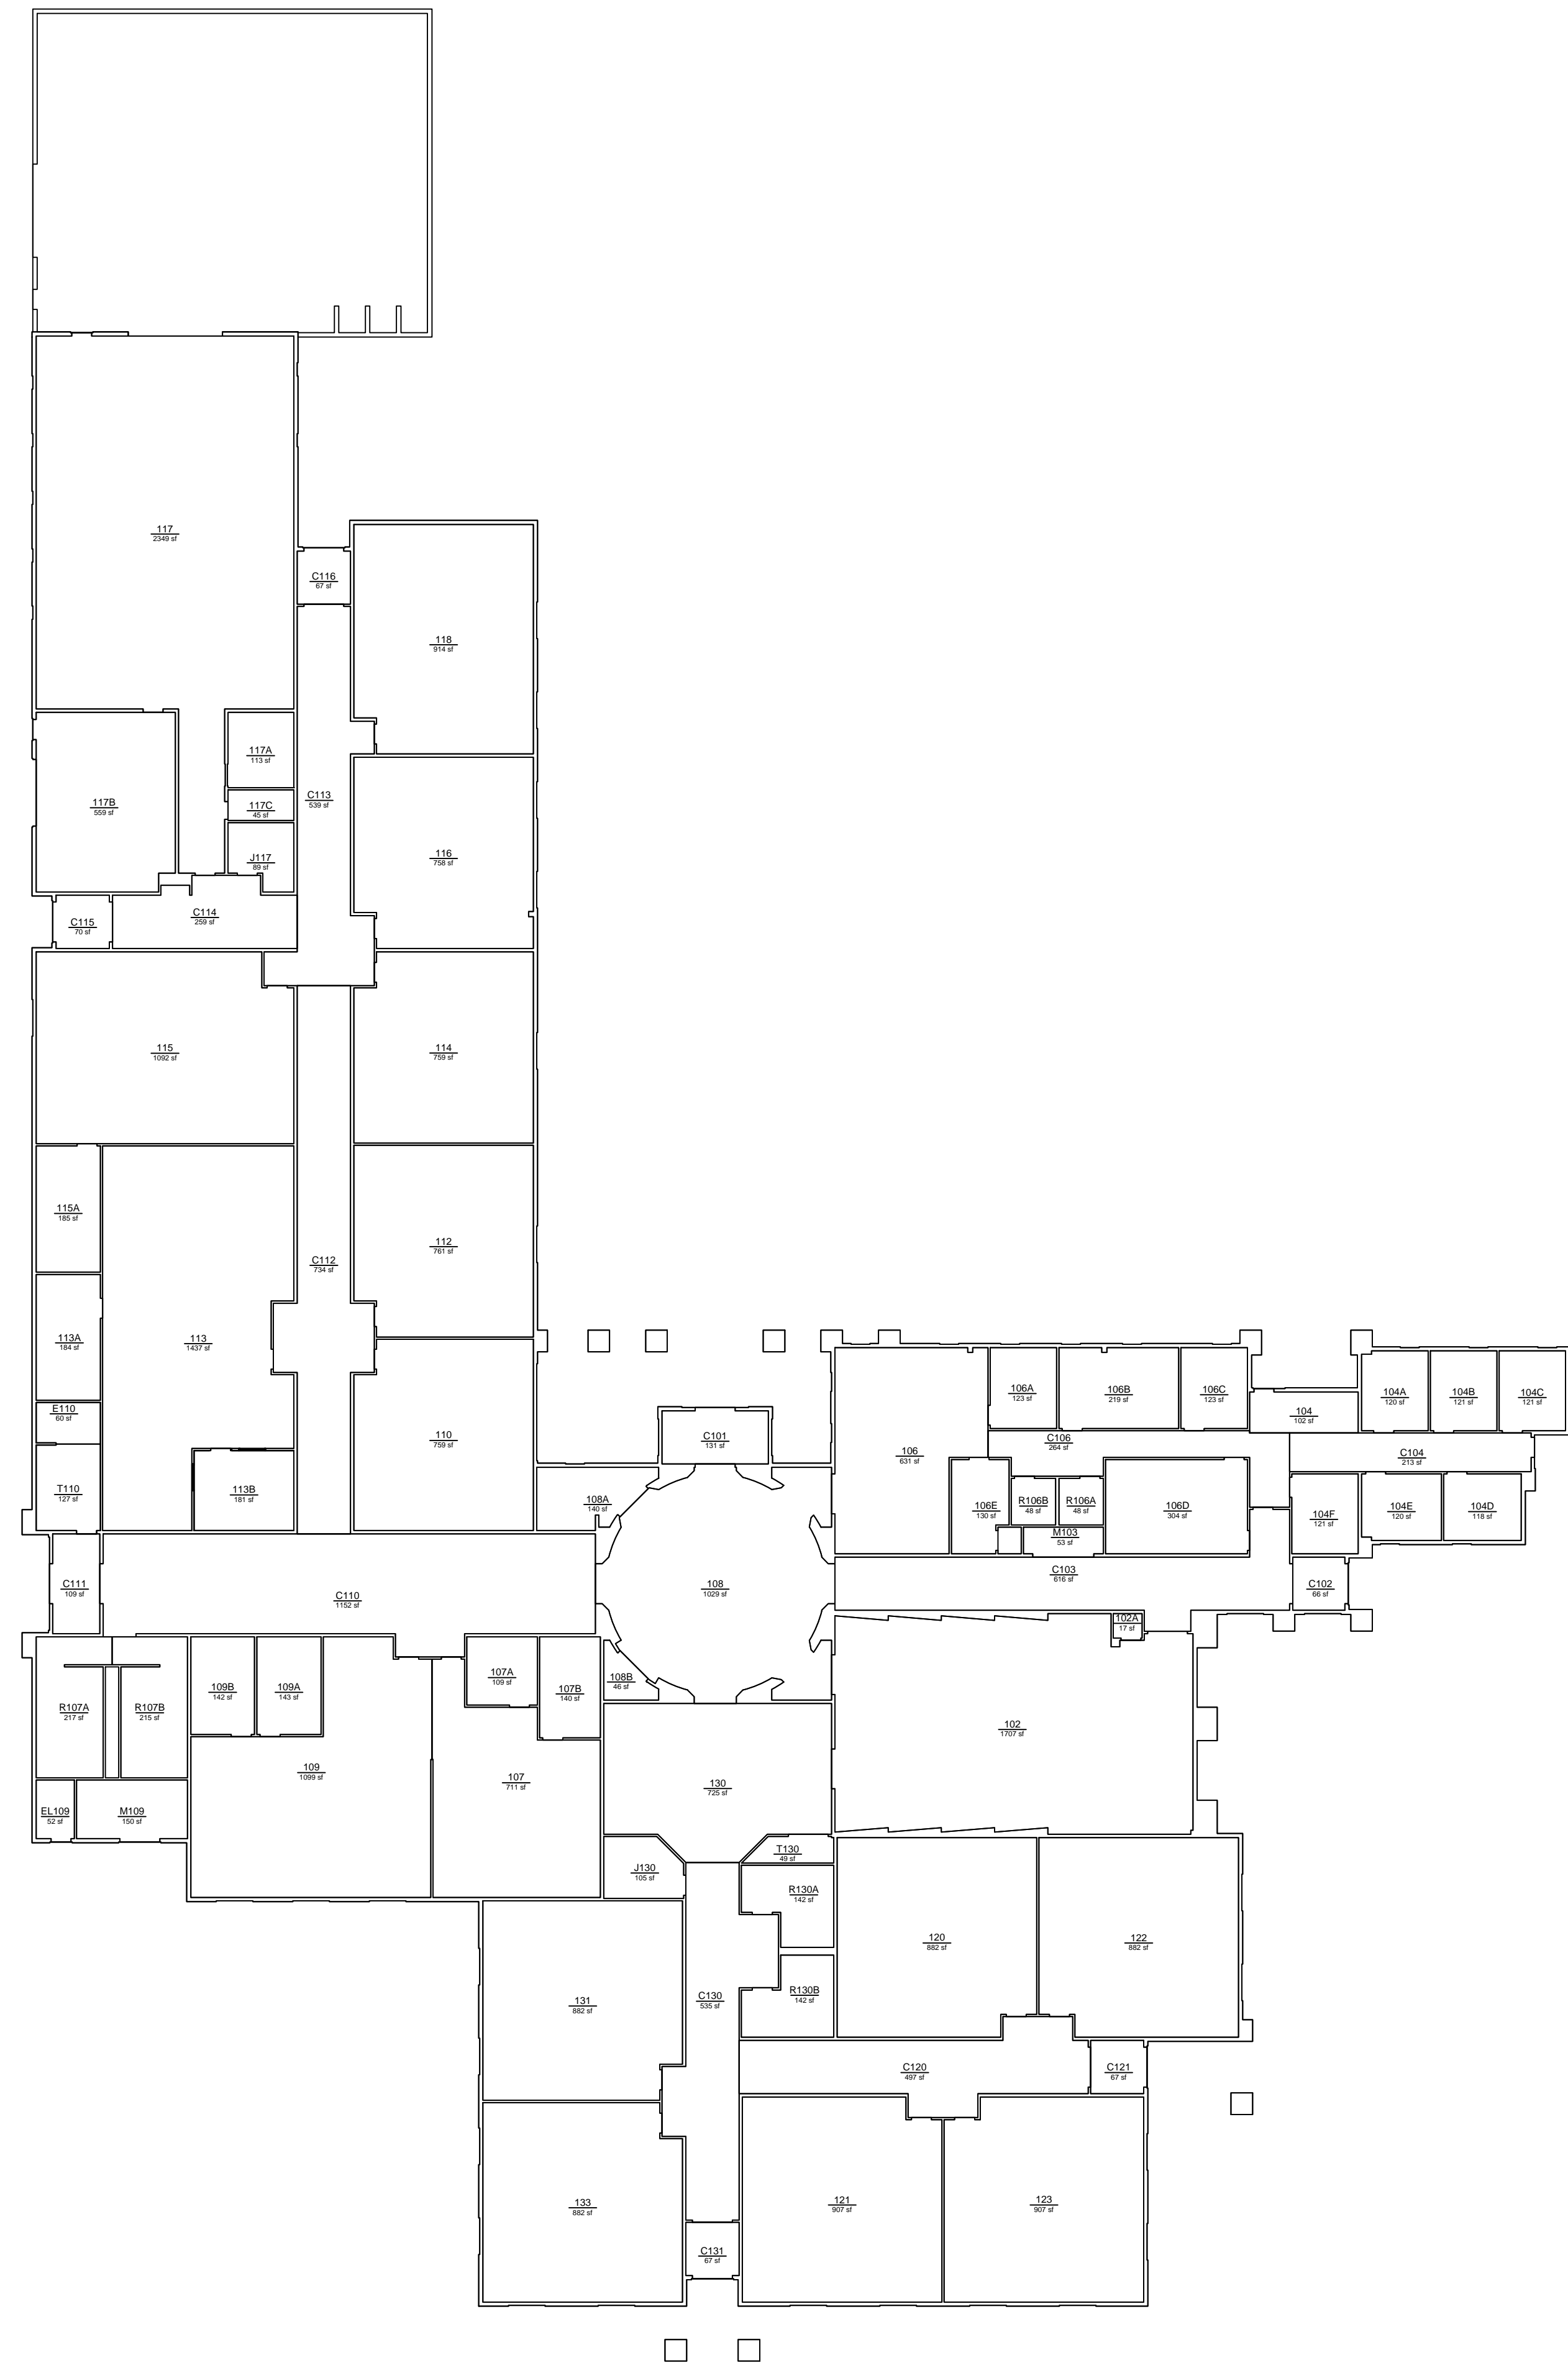 117
2349 sf
C116
67 sf
118
914 sf
117A
113 sf
117B
559 sf
117C
45 sf
C113
539 sf
J117
89 sf
116
758 sf
C115
70 sf
C114
259 sf
115
1092 sf
114
759 sf
115A
185 sf
112
761 sf
C112
734 sf
113A
184 sf
113
1437 sf
E110
60 sf
110
759 sf
T110
127 sf
113B
181 sf
C101
131 sf
108A
140 sf
106
631 sf
106A
123 sf
106B
219 sf
106C
123 sf
104
102 sf
104A
120 sf
104B
121 sf
104C
121 sf
C106
264 sf
C104
213 sf
106E
130 sf
R106B
48 sf
R106A
48 sf
106D
304 sf
M103
53 sf
104F
121 sf
104E
120 sf
104D
118 sf
C111
109 sf
C110
1152 sf
108
1029 sf
C103
616 sf
C102
66 sf
102A
17 sf
R107A
217 sf
R107B
215 sf
109B
142 sf
109A
143 sf
107A
109 sf
107B
140 sf
108B
46 sf
102
1707 sf
109
1099 sf
107
711 sf
130
725 sf
EL109
52 sf
M109
150 sf
J130
105 sf
T130
49 sf
R130A
142 sf
120
882 sf
122
882 sf
131
882 sf
C130
535 sf
R130B
142 sf
C120
497 sf
C121
67 sf
133
882 sf
121
907 sf
123
907 sf
C131
67 sf